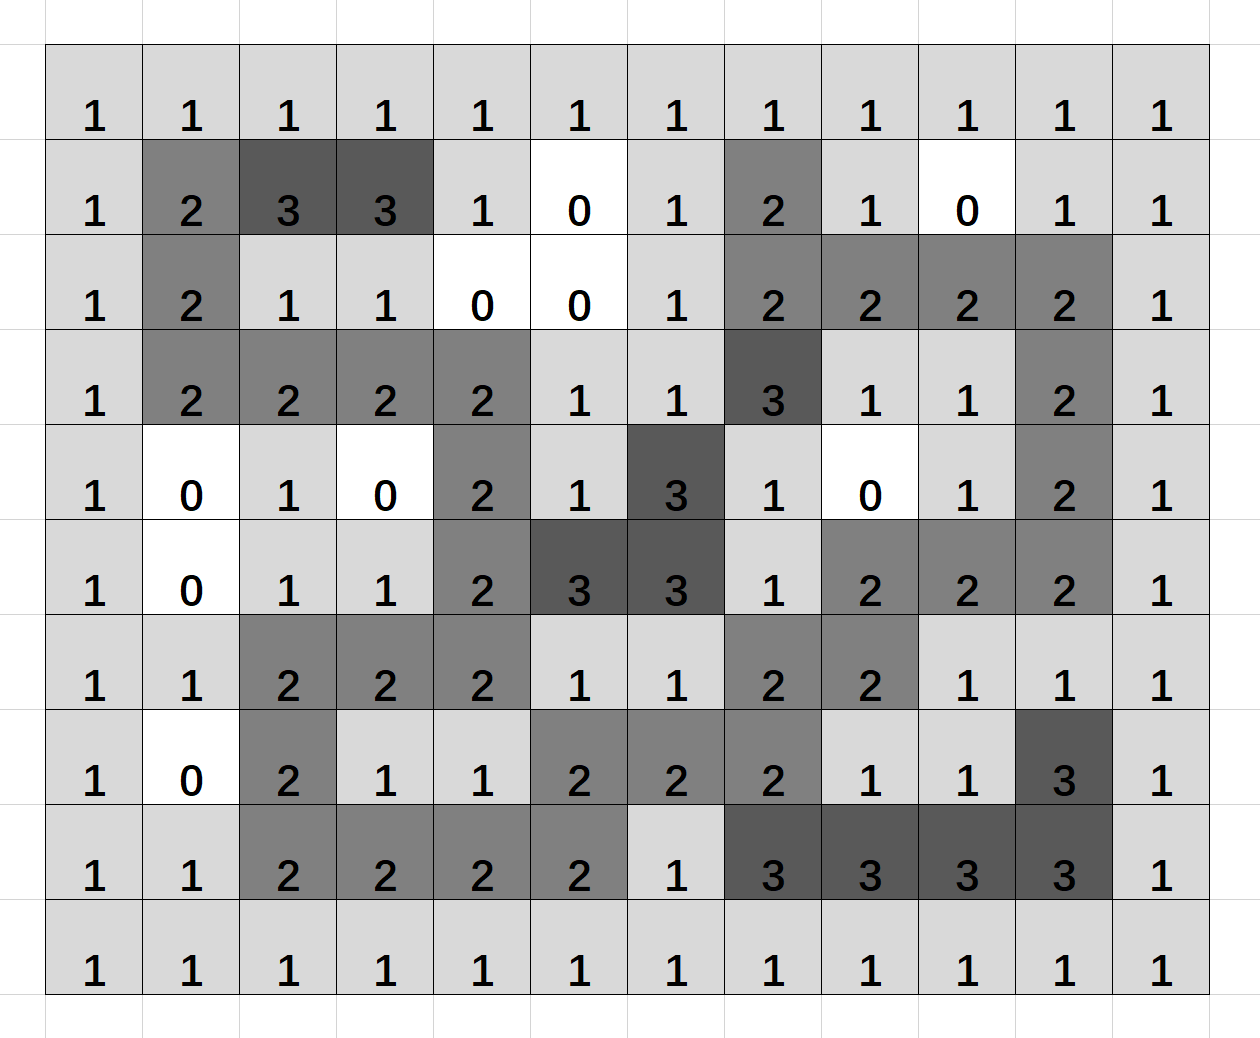 1 1 1 1 1 1 1 1 1 1 1 1
1 2 3 3 1 0 1 2 1 0 1 1
1 2 1 1 0 0 1 2 2 2 2 1
1 2 2 2 2 1 1 3 1 1 2 1
1 0 1 0 2 1 3 1 0 1 2 1
1 0 1 1 2 3 3 1 2 2 2 1
1 1 2 2 2 1 1 2 2 1 1 1
1 0 2 1 1 2 2 2 1 1 3 1
1 1 2 2 2 2 1 3 3 3 3 1
1 1 1 1 1 1 1 1 1 1 1 1